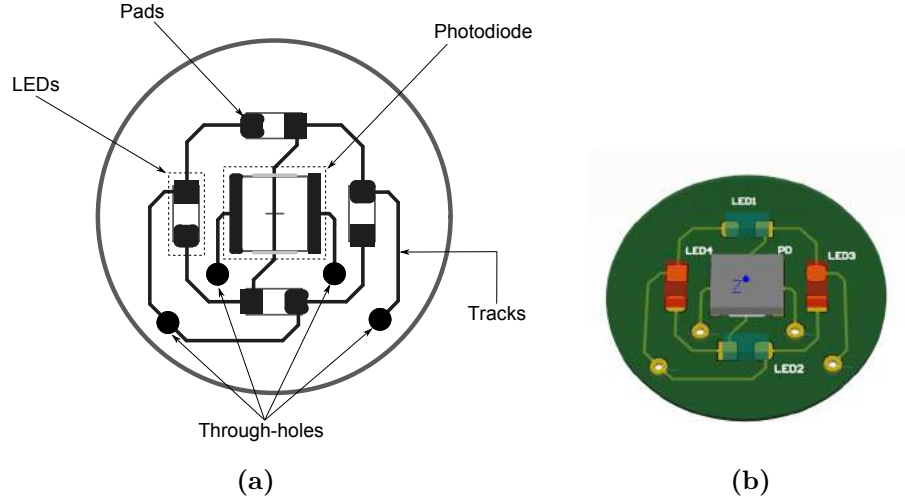 Pads
Photodiode
LEDs
Tracks
Through-holes
(a)
LED1
LED4
PD
LED3
Z
LED2
(b)